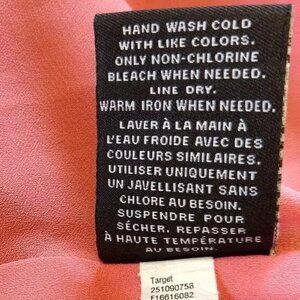 HAND WASH COLD
WITH LIKE COLORS.
ONLY NON-CHLORINE
BLEACH WHEN NEEDED.
LINE DRY.
WARM IRON WHEN NEEDED.
LAVER À LA MAIN À
L'EAU FROIDE AVEC DES
COULEURS SIMILAIRES.
UTILISER UNIQUEMENT
UN JAVELLISANT SANS
CHLORE AU BESOIN.
SUSPENDRE POUR
SÉCHER. REPASSER
À HAUTE TEMPÉRATURE
AU BESOIN.
Target
251090758
F16616082